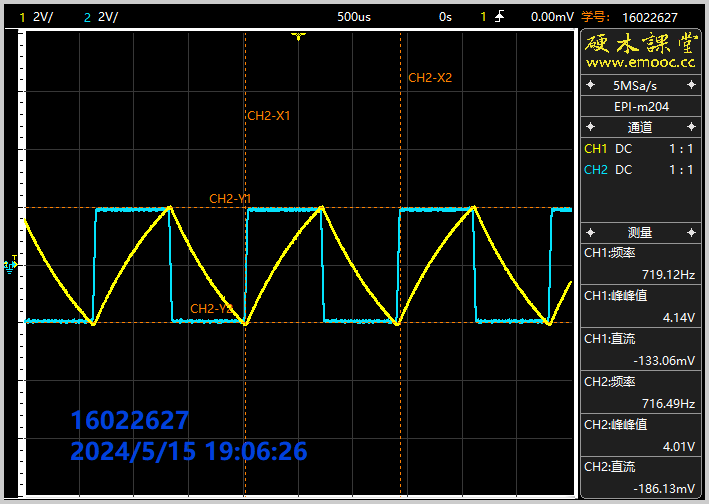 1 2V/ 2 2V/ 500us 0s 1 0.00mV 学号: 16022627
硬木課堂
www.emooc.cc
5MSa/s
EPI-m204
通道
CH1 DC 1 : 1
CH2 DC 1 : 1
测量
CH1:频率
719.12Hz
CH1:峰峰值
4.14V
CH1:直流
-133.06mV
CH2:频率
716.49Hz
CH2:峰峰值
4.01V
CH2:直流
-186.13mV
CH2-X2
CH2-X1
CH2-Y1
T
CH2-Y2
16022627
2024/5/15 19:06:26